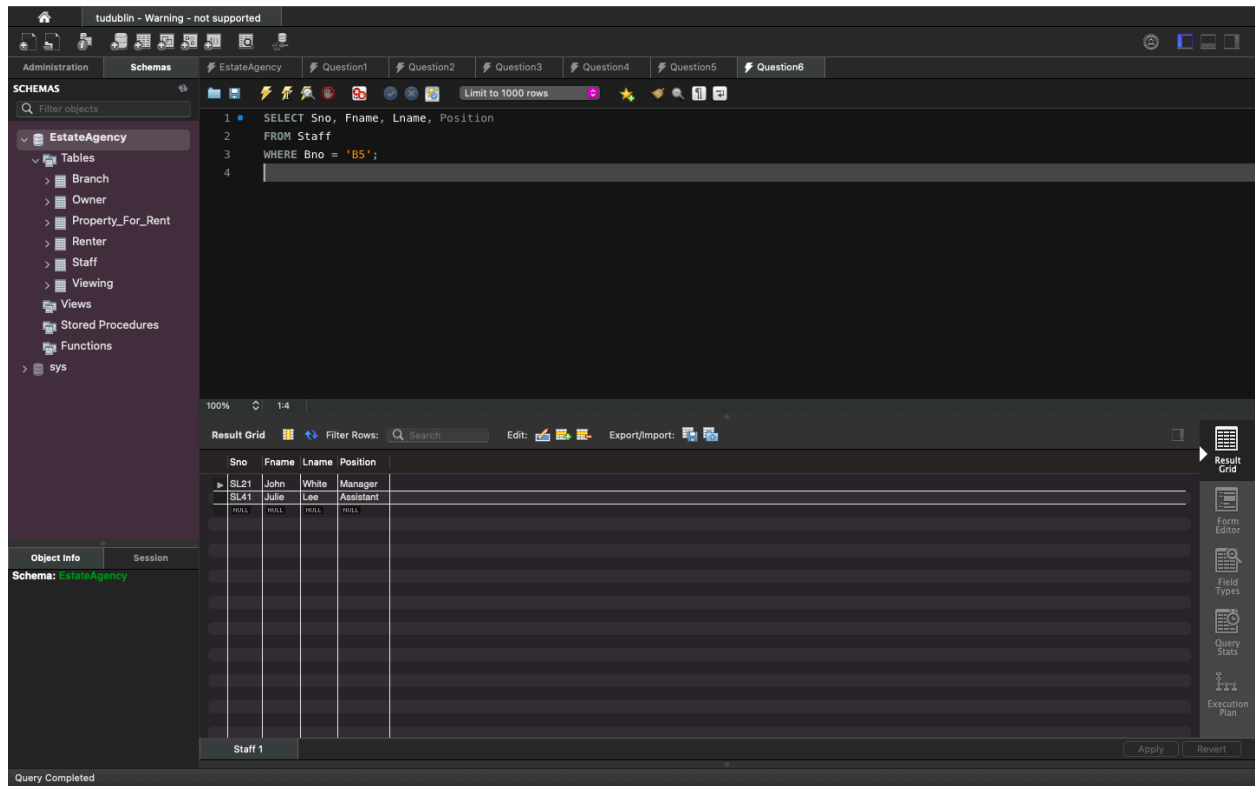 tudublin - Warning - not supported
Administration Schemas EstateAgency Question1 Question2 Question3 Question4 Question5 Question6
SCHEMAS
Filter objects
EstateAgency
Tables
Branch
Owner
Property_For_Rent
Renter
Staff
Viewing
Views
Stored Procedures
Functions
sys
Limit to 1000 rows
1 SELECT Sno, Fname, Lname, Position
2 FROM Staff
3 WHERE Bno = 'B5';
4
100% 1:4
Result Grid Filter Rows: Search Edit: Export/Import:
Sno Fname Lname Position
SL21 John White Manager
SL41 Julie Lee Assistant
NULL NULL NULL NULL
Result
Grid
Form
Editor
Field
Types
Query
Stats
Execution
Plan
Object Info Session
Schema: EstateAgency
Staff 1 Apply Revert
Query Completed